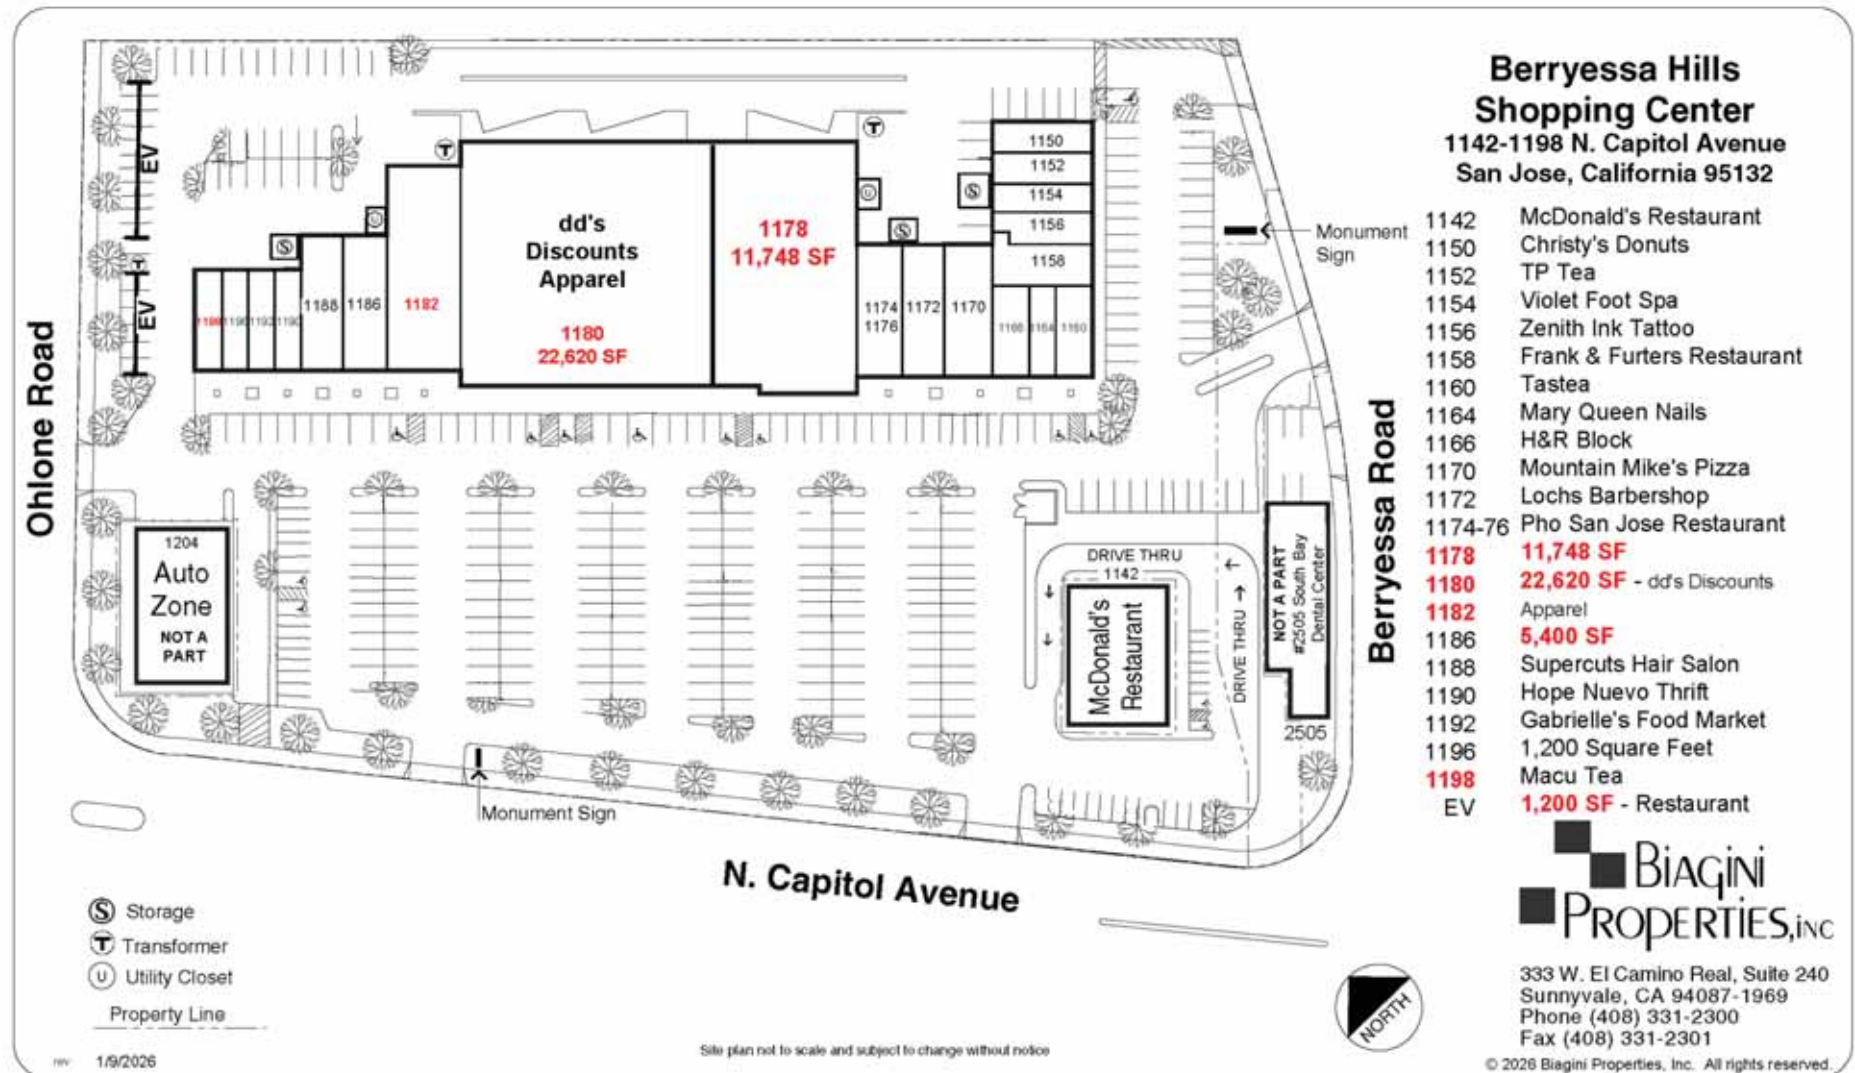 EV
EV
Ohlone Road
1150
1152
1154
1156
1158
dd's
Discounts
Apparel
1180
22,620 SF
1178
11,748 SF
1198
1196
1192
1190
1188
1186
1182
1174
1176
1172
1170
1166
1164
1160
Monument
Sign
Berryessa Road
1204
Auto
Zone
NOT A
PART
DRIVE THRU
1142
McDonald's
Restaurant
DRIVE THRU
NOT A PART
#2505 South Bay
Dental Center
2505
Monument Sign
N. Capitol Avenue
S Storage
T Transformer
U Utility Closet
Property Line
rev 1/9/2026
Site plan not to scale and subject to change without notice
NORTH
Berryessa Hills
Shopping Center
1142-1198 N. Capitol Avenue
San Jose, California 95132
1142 McDonald's Restaurant
1150 Christy's Donuts
1152 TP Tea
1154 Violet Foot Spa
1156 Zenith Ink Tattoo
1158 Frank & Furters Restaurant
1160 Tastea
1164 Mary Queen Nails
1166 H&R Block
1170 Mountain Mike's Pizza
1172 Lochs Barbershop
1174-76 Pho San Jose Restaurant
1178 11,748 SF
1180 22,620 SF - dd's Discounts
1182 Apparel
1186 5,400 SF
1188 Supercuts Hair Salon
1190 Hope Nuevo Thrift
1192 Gabrielle's Food Market
1196 1,200 Square Feet
1198 Macu Tea
EV 1,200 SF - Restaurant
BIAGINI
PROPERTIES, INC
333 W. El Camino Real, Suite 240
Sunnyvale, CA 94087-1969
Phone (408) 331-2300
Fax (408) 331-2301
© 2026 Biagini Properties, Inc. All rights reserved.